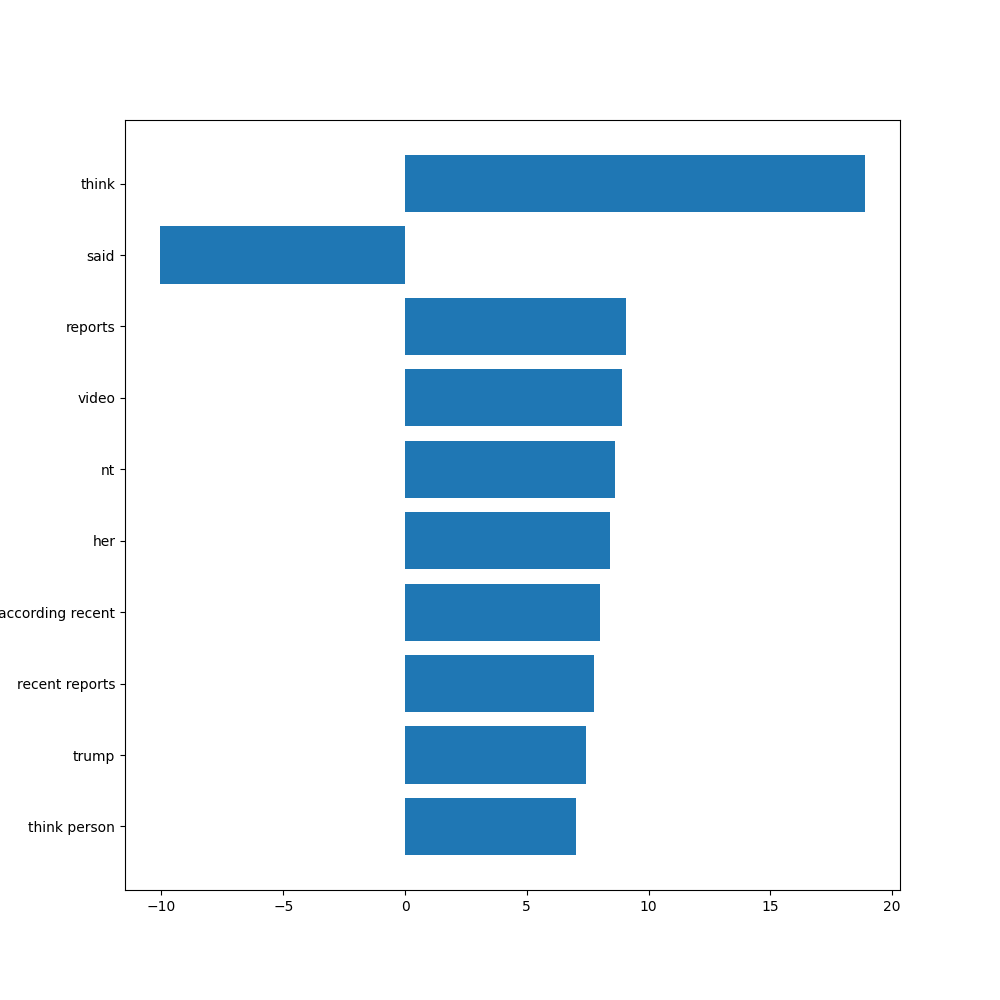 think
said
reports
video
nt
her
according recent
recent reports
trump
think person
−10 −5 0 5 10 15 20